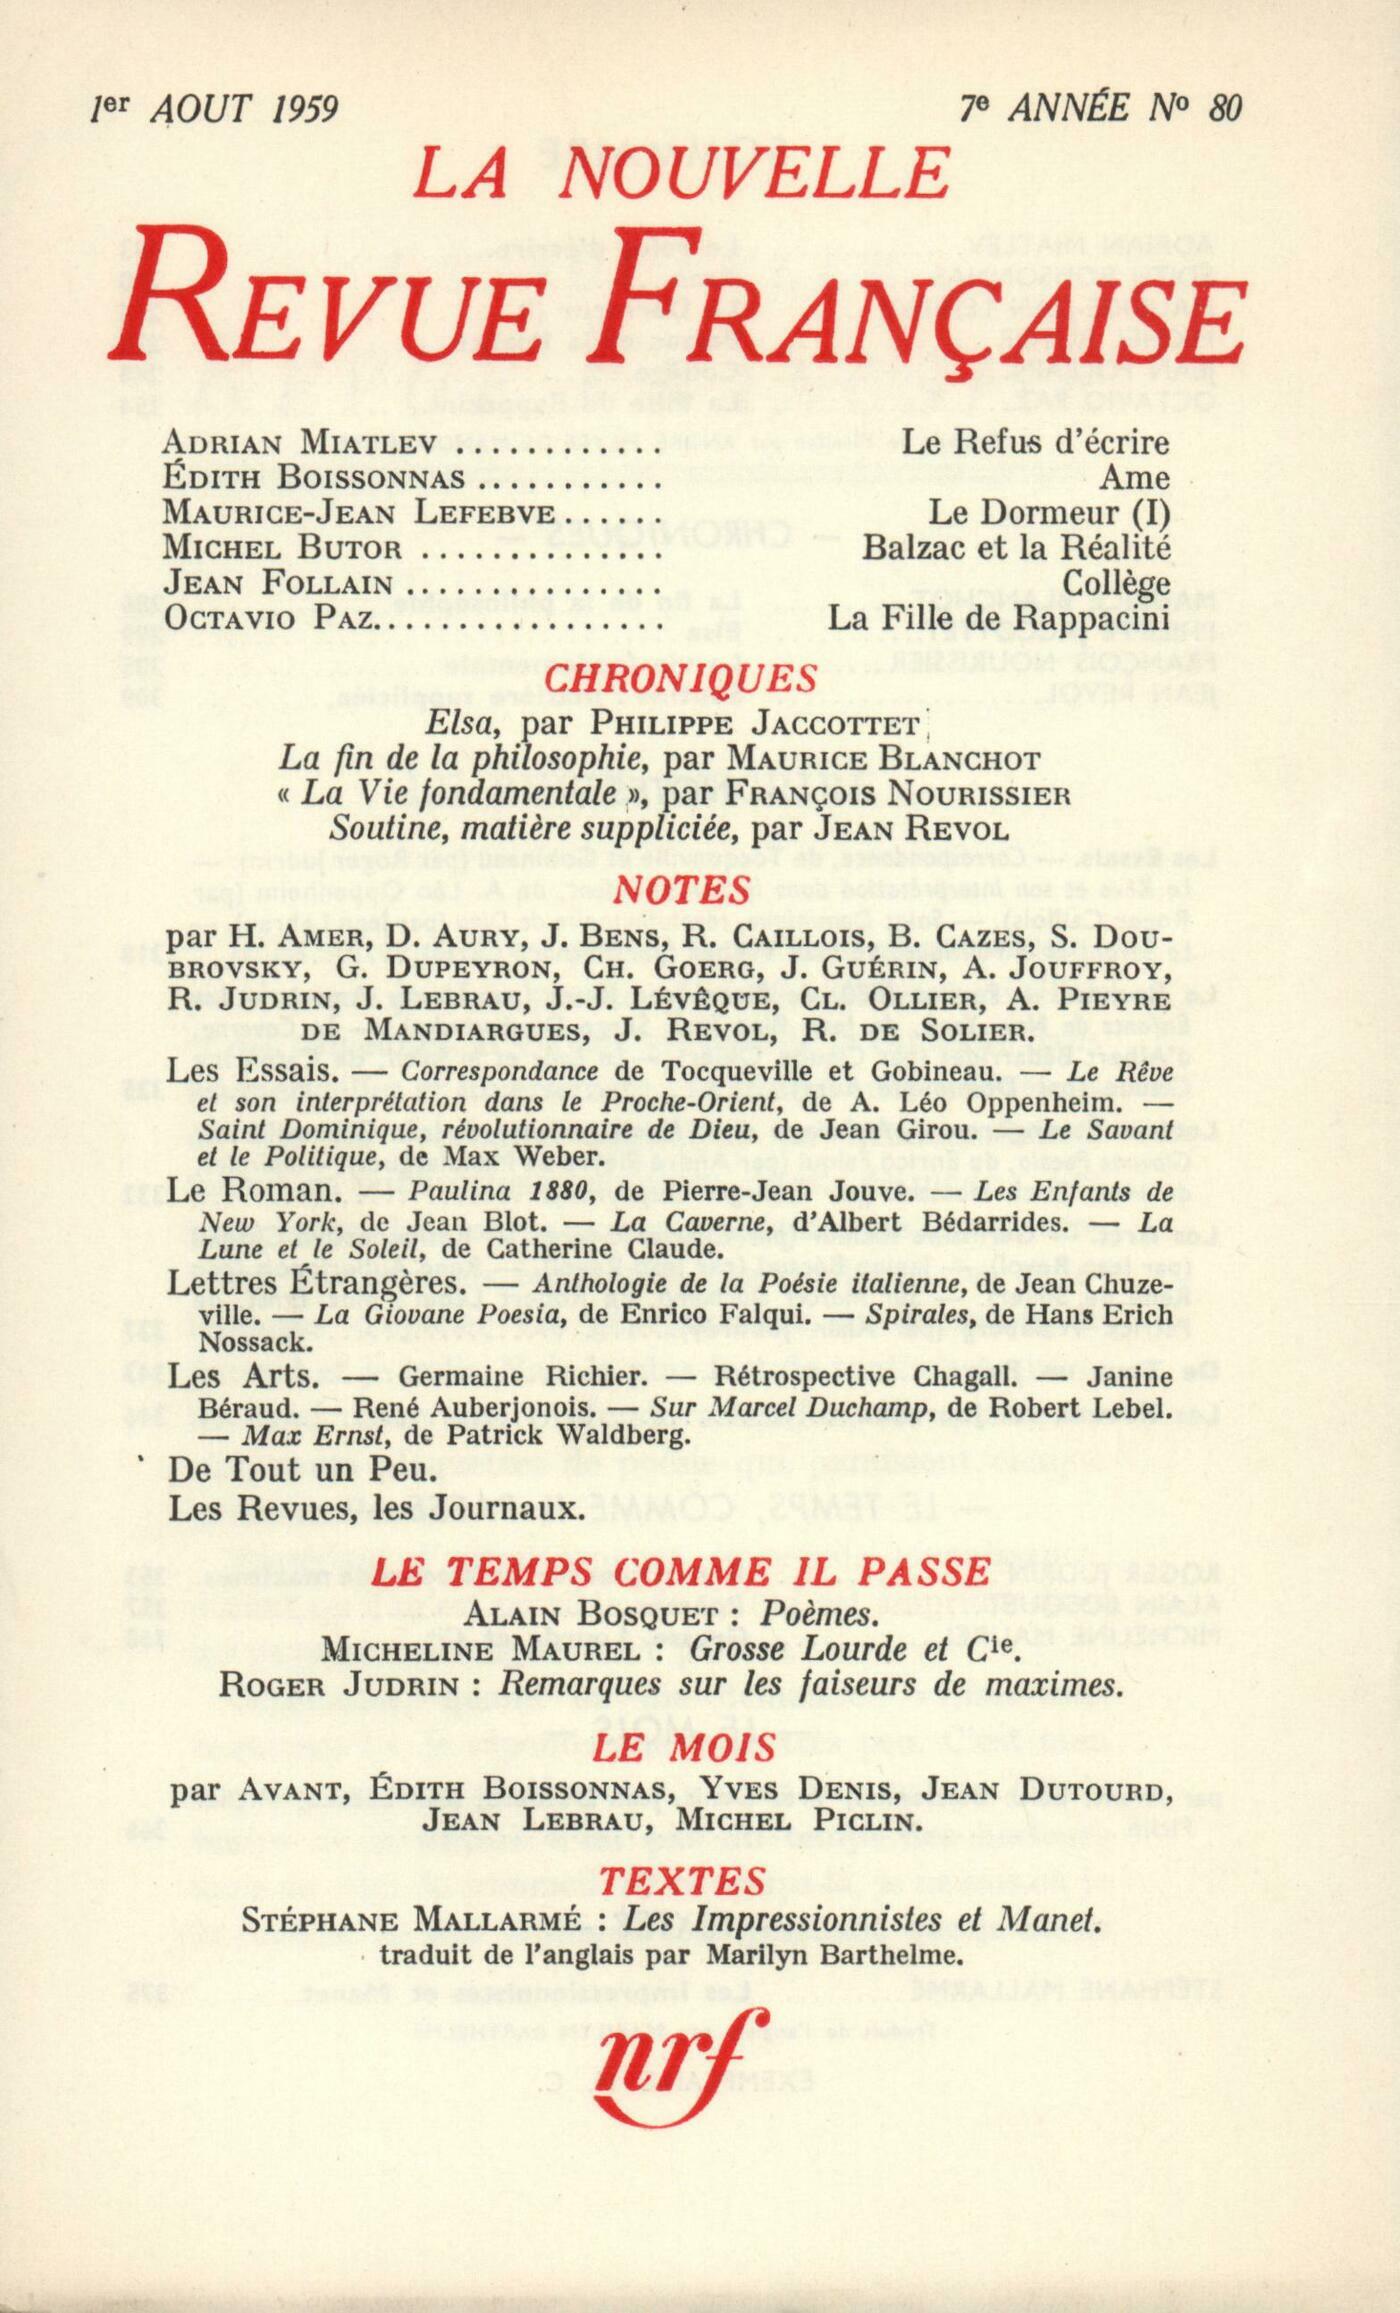 1er AOUT 1959 7e ANNÉE No 80
LA NOUVELLE
REVUE FRANÇAISE
ADRIAN MIATLEV ............ Le Refus d'écrire
ÉDITH BOISSONNAS ........... Ame
MAURICE-JEAN LEFEBVE...... Le Dormeur (I)
MICHEL BUTOR .............. Balzac et la Réalité
JEAN FOLLAIN ............... Collège
OCTAVIO PAZ................. La Fille de Rappacini
CHRONIQUES
Elsa, par PHILIPPE JACCOTTET
La fin de la philosophie, par MAURICE BLANCHOT
« La Vie fondamentale », par FRANÇOIS NOURISSIER
Soutine, matière suppliciée, par JEAN REVOL
NOTES
par H. AMER, D. AURY, J. BENS, R. CAILLOIS, B. CAZES, S. DOU-
BROVSKY, G. DUPEYRON, CH. GOERG, J. GUÉRIN, A. JOUFFROY,
R. JUDRIN, J. LEBRAU, J.-J. LÉVÊQUE, CL. OLLIER, A. PIEYRE
DE MANDIARGUES, J. REVOL, R. DE SOLIER.
Les Essais. — Correspondance de Tocqueville et Gobineau. — Le Rêve
et son interprétation dans le Proche-Orient, de A. Léo Oppenheim. —
Saint Dominique, révolutionnaire de Dieu, de Jean Girou. — Le Savant
et le Politique, de Max Weber.
Le Roman. — Paulina 1880, de Pierre-Jean Jouve. — Les Enfants de
New York, de Jean Blot. — La Caverne, d'Albert Bédarrides. — La
Lune et le Soleil, de Catherine Claude.
Lettres Étrangères. — Anthologie de la Poésie italienne, de Jean Chuze-
ville. — La Giovane Poesia, de Enrico Falqui. — Spirales, de Hans Erich
Nossack.
Les Arts. — Germaine Richier. — Rétrospective Chagall. — Janine
Béraud. — René Auberjonois. — Sur Marcel Duchamp, de Robert Lebel.
— Max Ernst, de Patrick Waldberg.
De Tout un Peu.
Les Revues, les Journaux.
LE TEMPS COMME IL PASSE
ALAIN BOSQUET : Poèmes.
MICHELINE MAUREL : Grosse Lourde et Cie.
ROGER JUDRIN : Remarques sur les faiseurs de maximes.
LE MOIS
par AVANT, ÉDITH BOISSONNAS, YVES DENIS, JEAN DUTOURD,
JEAN LEBRAU, MICHEL PICLIN.
TEXTES
STÉPHANE MALLARMÉ : Les Impressionnistes et Manet.
traduit de l'anglais par Marilyn Barthelme.
nrf